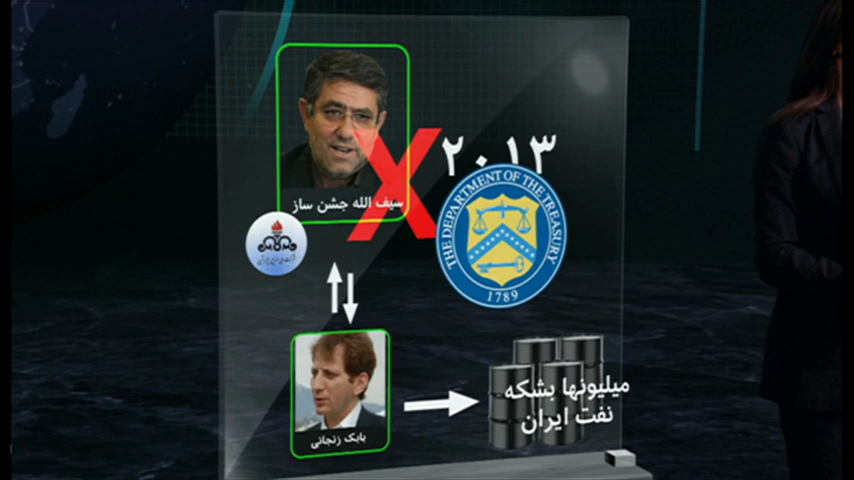 ۲۰۱۳
سیف الله جشن ساز
THE DEPARTMENT OF THE TREASURY
1789
بابک زنجانی
میلیونها بشکه
نفت ایران